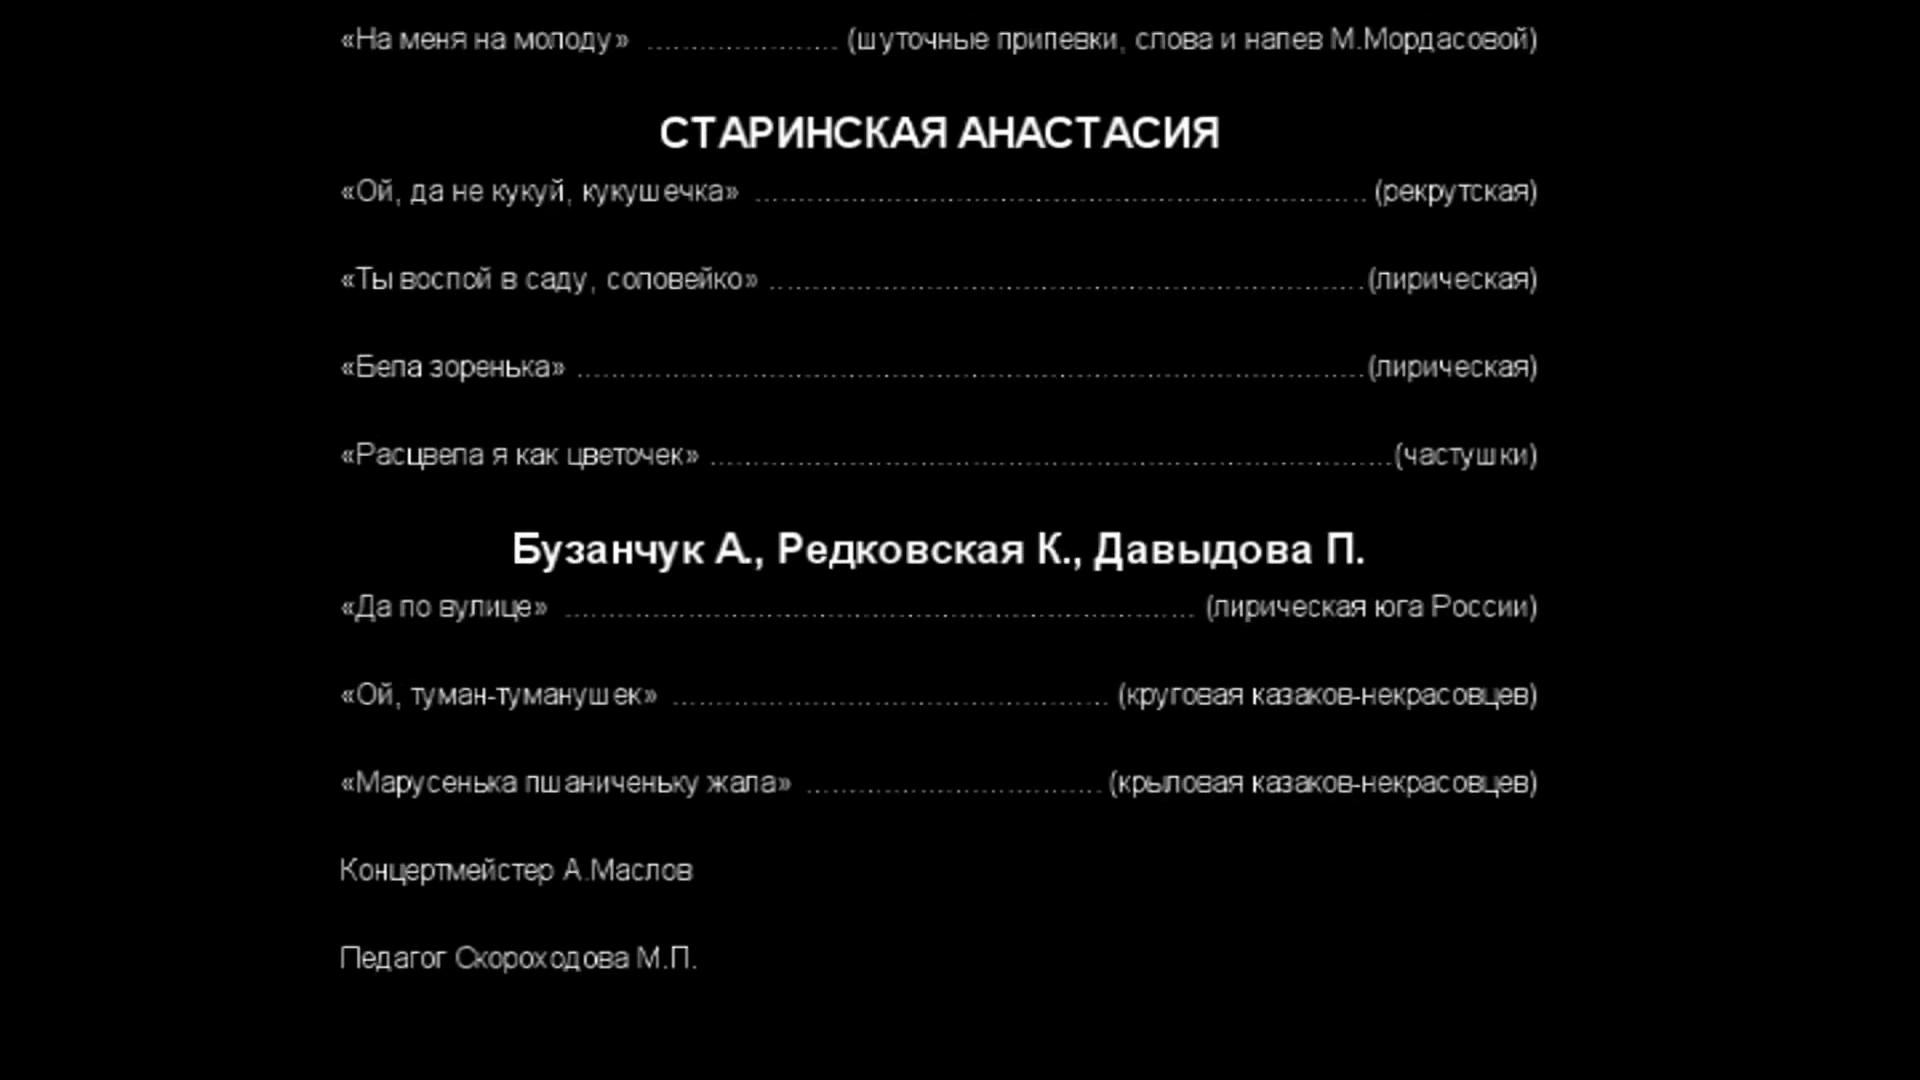 «На меня на молоду» ...................... (шуточные припевки, слова и напев М.Мордасовой)
СТАРИНСКАЯ АНАСТАСИЯ
«Ой, да не кукуй, кукушечка» ...................................................................... (рекрутская)
«Ты воспой в саду, соловейко» ....................................................................(лирическая)
«Бела зоренька» ..........................................................................................(лирическая)
«Расцвела я как цветочек» ..............................................................................(частушки)
Бузанчук А., Редковская К., Давыдова П.
«Да по вулице» ........................................................................ (лирическая юга России)
«Ой, туман-туманушек» .................................................. (круговая казаков-некрасовцев)
«Марусенька пшаниченьку жала» .................................. (крыловая казаков-некрасовцев)
Концертмейстер А.Маслов
Педагог Скороходова М.П.